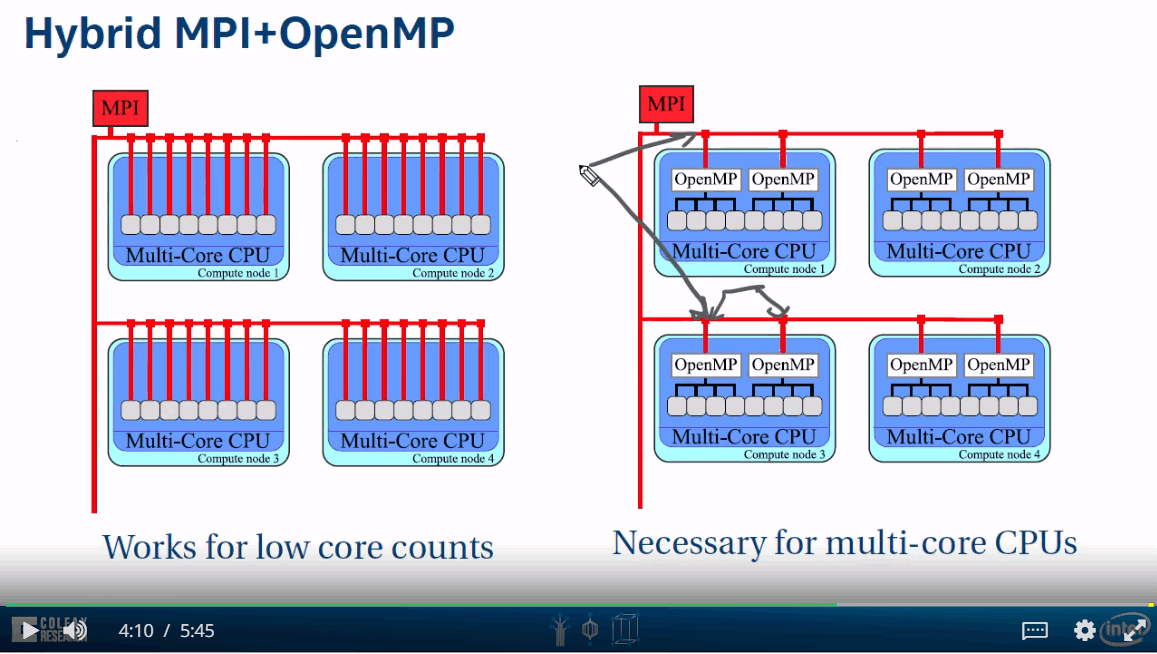 Hybrid MPI+OpenMP
MPI
Multi-Core CPU
Compute node 1
Multi-Core CPU
Compute node 2
Multi-Core CPU
Compute node 3
Multi-Core CPU
Compute node 4
Works for low core counts
MPI
OpenMP OpenMP
Multi-Core CPU
Compute node 1
OpenMP OpenMP
Multi-Core CPU
Compute node 2
OpenMP OpenMP
Multi-Core CPU
Compute node 3
OpenMP OpenMP
Multi-Core CPU
Compute node 4
Necessary for multi-core CPUs
COLFAX
RESEARCH
4:10 / 5:45
intel